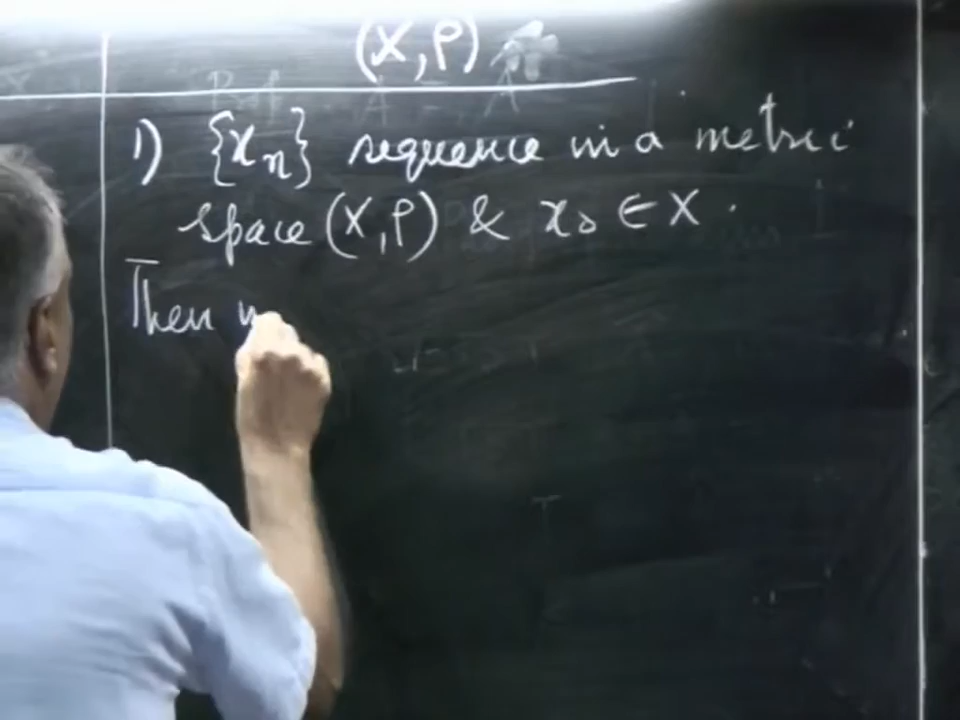 (X, ρ)
1) {xₙ} sequence in a metric
space (X, ρ) & x₀ ∈ X.
Then